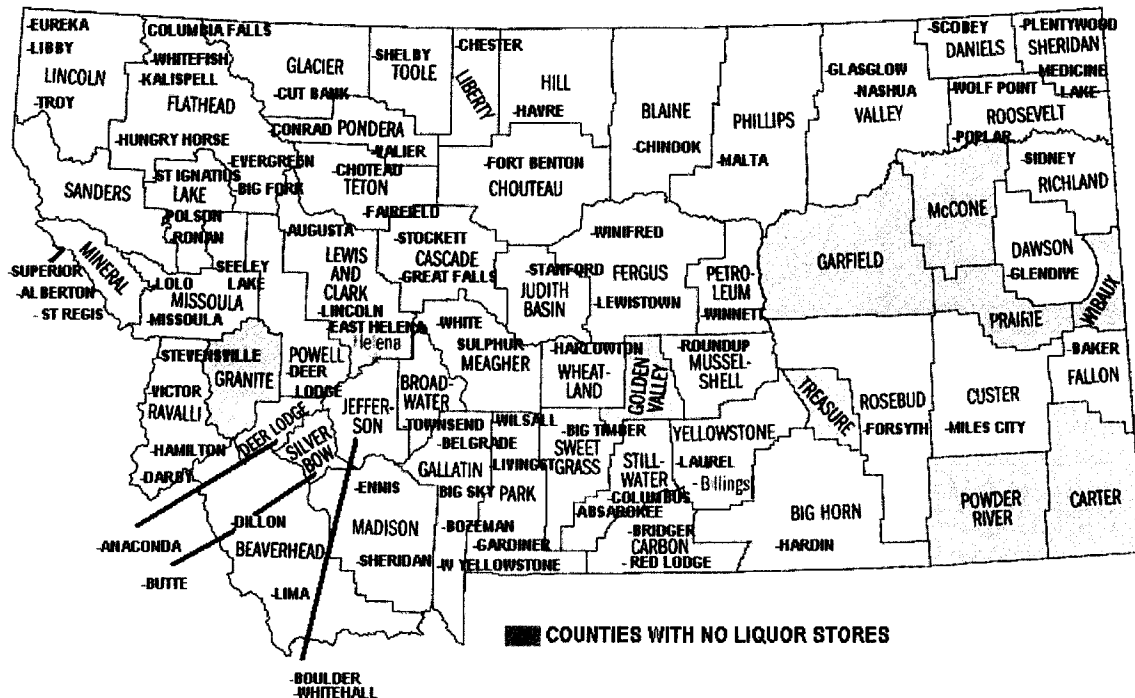 -EUREKA
-LIBBY
LINCOLN
-TROY
COLUMBIA FALLS
-WHITEFISH
-KALISPELL
FLATHEAD
-HUNGRY HORSE
GLACIER
-CUT BANK
-SHELBY
TOOLE
-CHESTER
LIBERTY
HILL
-HAVRE
BLAINE
-CHINOOK
PHILLIPS
-MALTA
-GLASGLOW
-NASHUA
VALLEY
-SCOBEY
DANIELS
-PLENTYWOOD
SHERIDAN
-MEDICINE
-LAKE
-WOLF POINT
ROOSEVELT
-POPLAR
-CONRAD
PONDERA
-VALIER
-EVERGREEN
-BIG FORK
ST IGNATIUS
LAKE
-POLSON
-RONAN
SANDERS
-CHOTEAU
TETON
-FAIRFIELD
-FORT BENTON
CHOUTEAU
-SIDNEY
RICHLAND
McCONE
GARFIELD
DAWSON
-GLENDIVE
WIBAUX
PRAIRIE
MINERAL
-SUPERIOR
-ALBERTON
- ST REGIS
-AUGUSTA
LEWIS
AND
CLARK
-LINCOLN
EAST HELENA
Helena
-STOCKETT
CASCADE
-GREAT FALLS
SEELEY
LAKE
-LOLO
MISSOULA
-MISSOULA
-STANFORD
JUDITH
BASIN
-WINIFRED
FERGUS
-LEWISTOWN
PETRO-
LEUM
-WINNETT
-WHITE
SULPHUR
MEAGHER
-STEVENSVILLE
GRANITE
-VICTOR
RAVALLI
-HAMILTON
-DARBY
POWELL
-DEER
LODGE
DEER LODGE
SILVER
BOW
JEFFER-
SON
BROAD-
WATER
-TOWNSEND
-BELGRADE
GALLATIN
-HARLOWTON
WHEAT-
LAND
GOLDEN
VALLEY
-ROUNDUP
MUSSEL-
SHELL
TREASURE
ROSEBUD
-FORSYTH
CUSTER
-MILES CITY
-BAKER
FALLON
-WILSALL
-LIVINGST
PARK
BIG SKY
-BOZEMAN
-GARDINER
-W YELLOWSTONE
-BIG TIMBER
SWEET
GRASS
STILL-
WATER
-COLUMBUS
-ABSAROKEE
YELLOWSTONE
-LAUREL
-Billings
-BRIDGER
CARBON
-RED LODGE
BIG HORN
-HARDIN
POWDER
RIVER
CARTER
-ENNIS
MADISON
-SHERIDAN
-DILLON
BEAVERHEAD
-LIMA
-ANACONDA
-BUTTE
COUNTIES WITH NO LIQUOR STORES
-BOULDER
-WHITEHALL